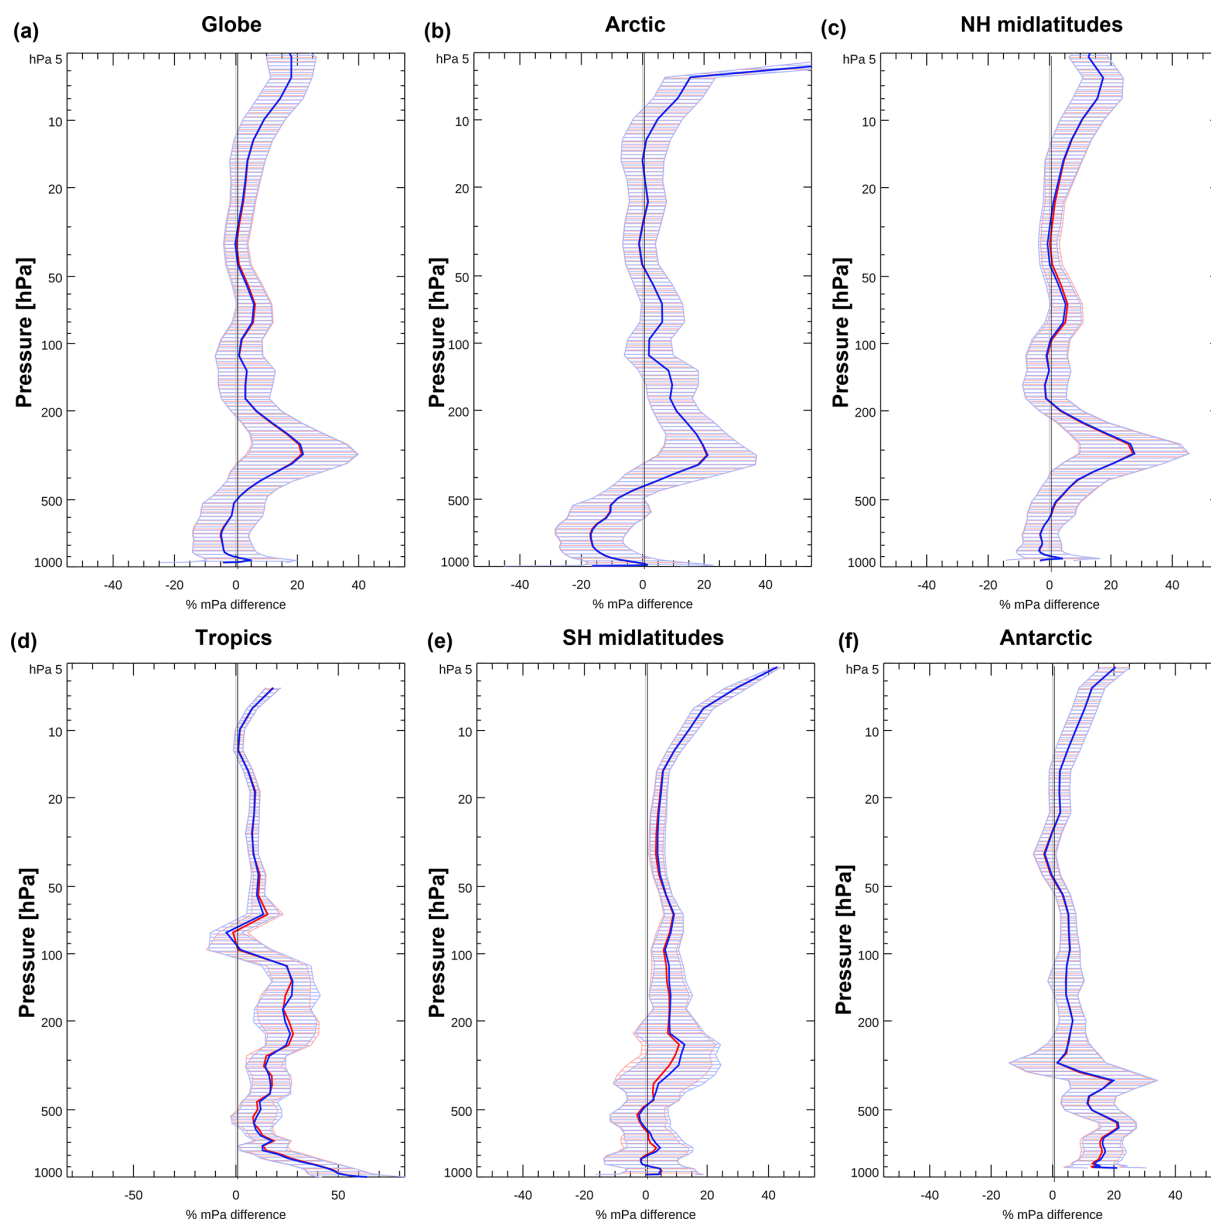 (a) Globe
hPa 5
10
20
50
100
200
500
1000
Pressure [hPa]
-40 -20 0 20 40
% mPa difference
(b) Arctic
hPa 5
10
20
50
100
200
500
1000
Pressure [hPa]
-40 -20 0 20 40
% mPa difference
(c) NH midlatitudes
hPa 5
10
20
50
100
200
500
1000
Pressure [hPa]
-40 -20 0 20 40
% mPa difference
(d) Tropics
hPa 5
10
20
50
100
200
500
1000
Pressure [hPa]
-50 0 50
% mPa difference
(e) SH midlatitudes
hPa 5
10
20
50
100
200
500
1000
Pressure [hPa]
-40 -20 0 20 40
% mPa difference
(f) Antarctic
hPa 5
10
20
50
100
200
500
1000
Pressure [hPa]
-40 -20 0 20 40
% mPa difference